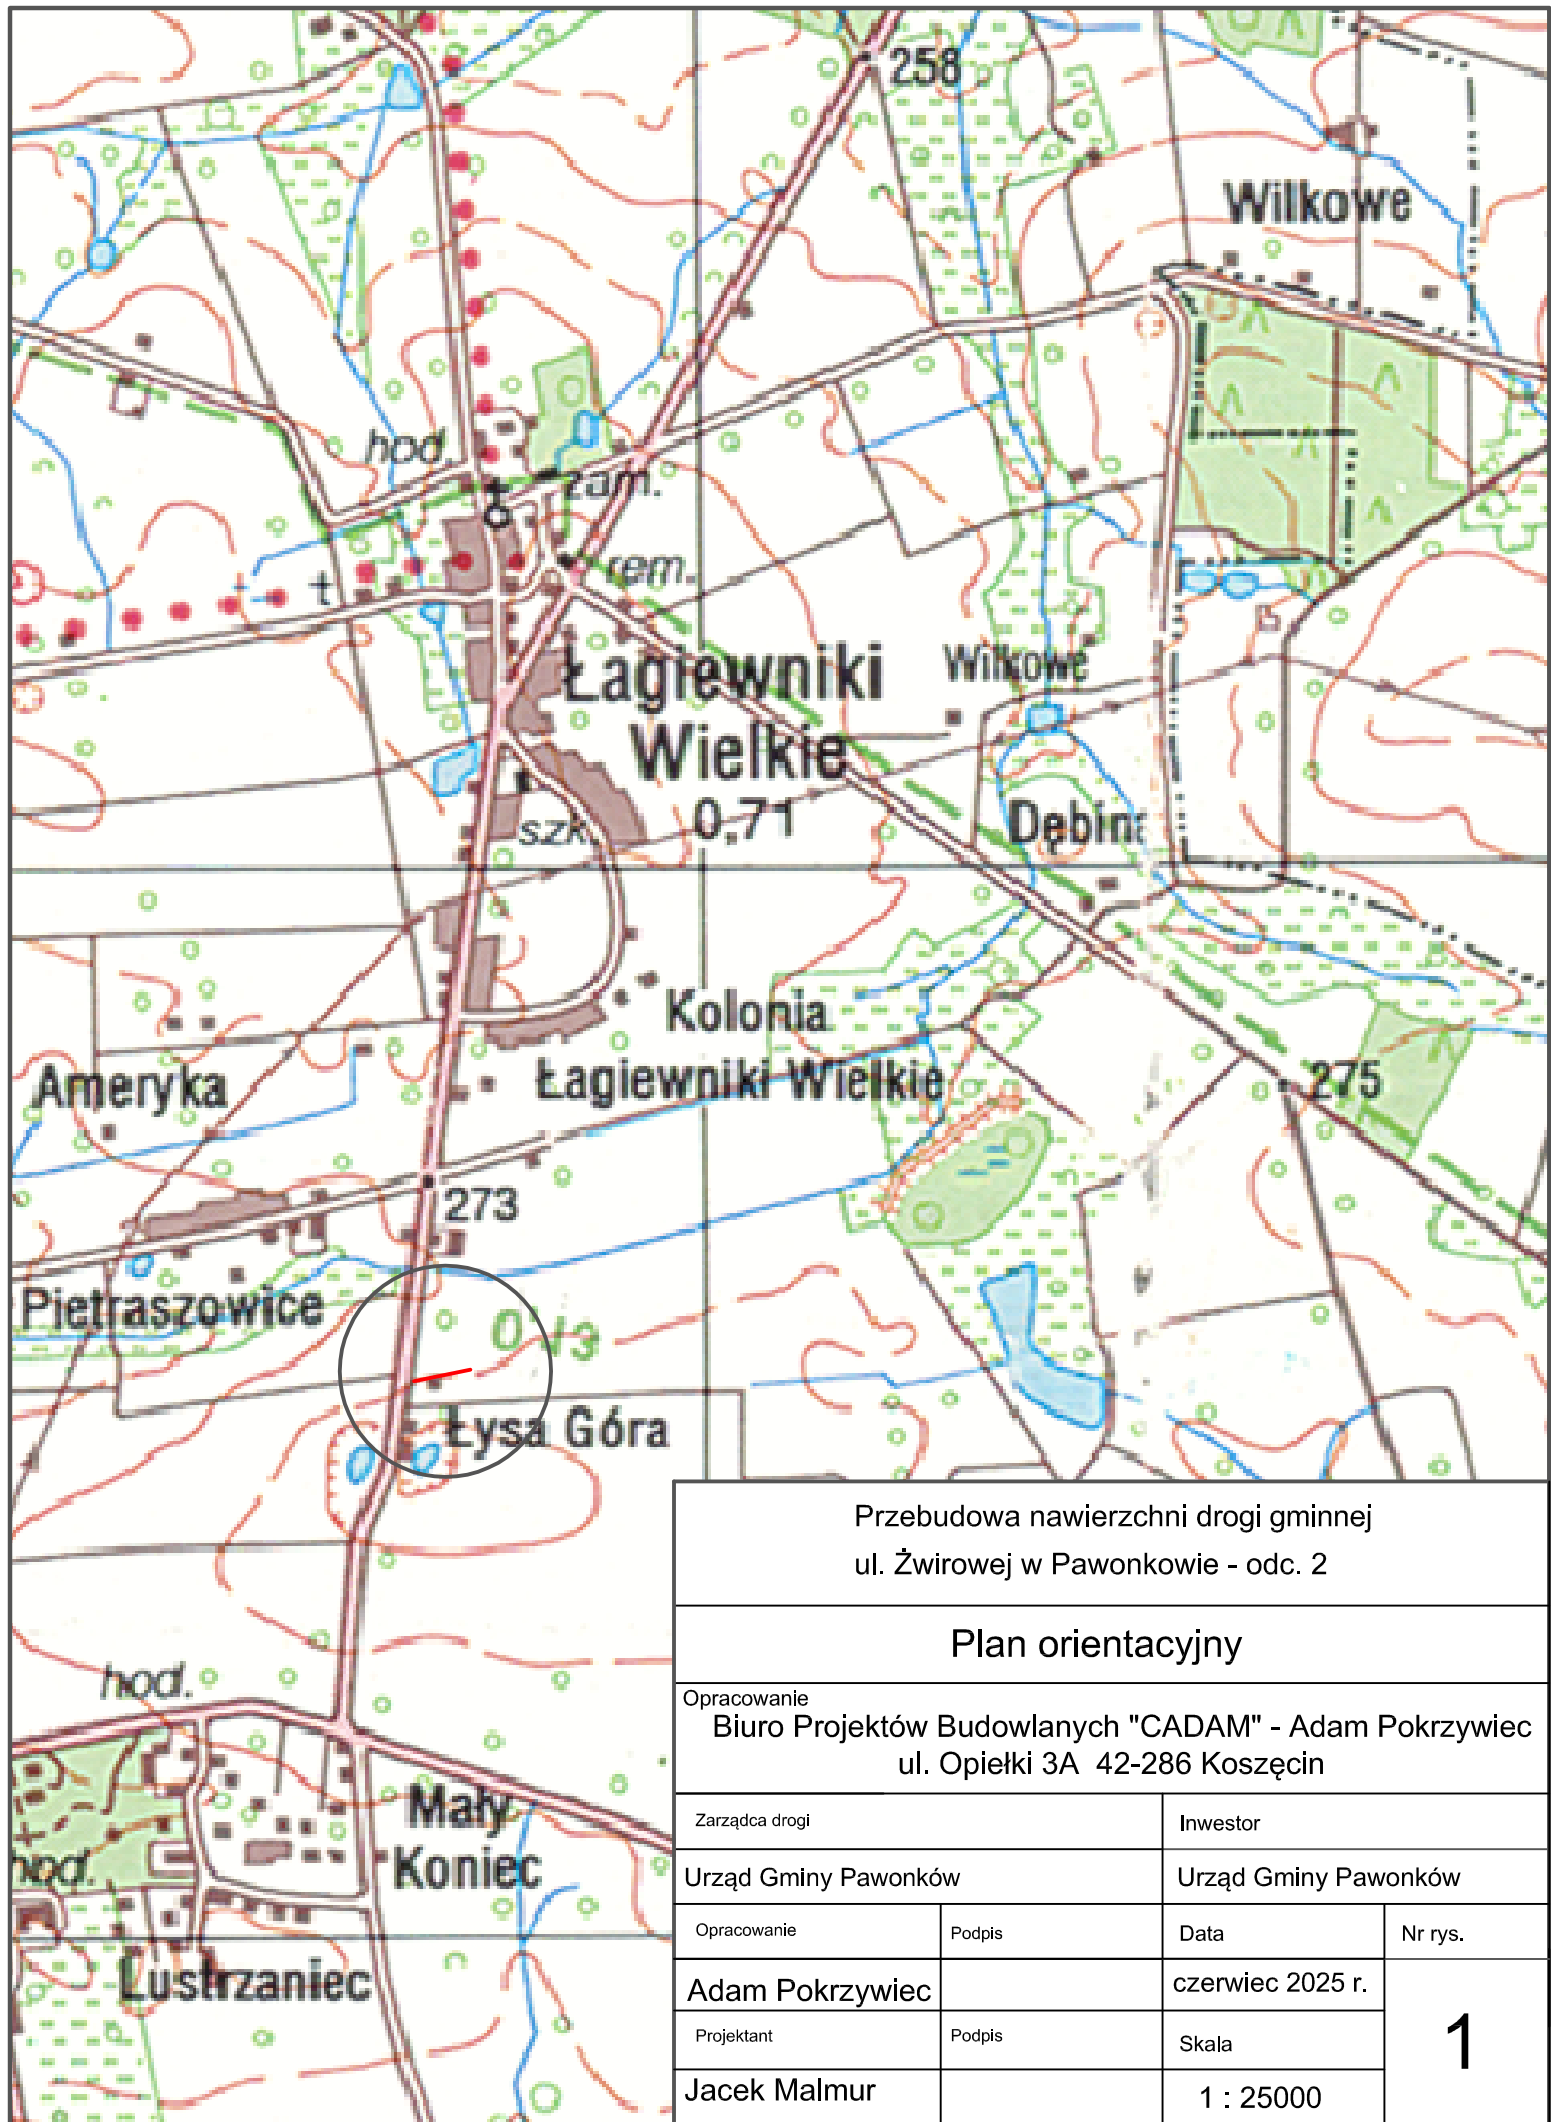 258
Wilkowe
hod.
zam.
rem.
Łagiewniki
Wielkie
0,71
Wilkowe
szk.
Kolonia
Łagiewniki Wielkie
Ameryka
275
273
Pietraszowice
Łysa Góra
hod.
Mały
Koniec
hod.
Lustrzaniec
Przebudowa nawierzchni drogi gminnej
ul. Żwirowej w Pawonkowie - odc. 2
Plan orientacyjny
Opracowanie
Biuro Projektów Budowlanych "CADAM" - Adam Pokrzywiec
ul. Opiełki 3A 42-286 Koszęcin
Zarządca drogi
Inwestor
Urząd Gminy Pawonków
Urząd Gminy Pawonków
Opracowanie
Podpis
Data
Nr rys.
Adam Pokrzywiec
czerwiec 2025 r.
1
Projektant
Podpis
Skala
Jacek Malmur
1 : 25000